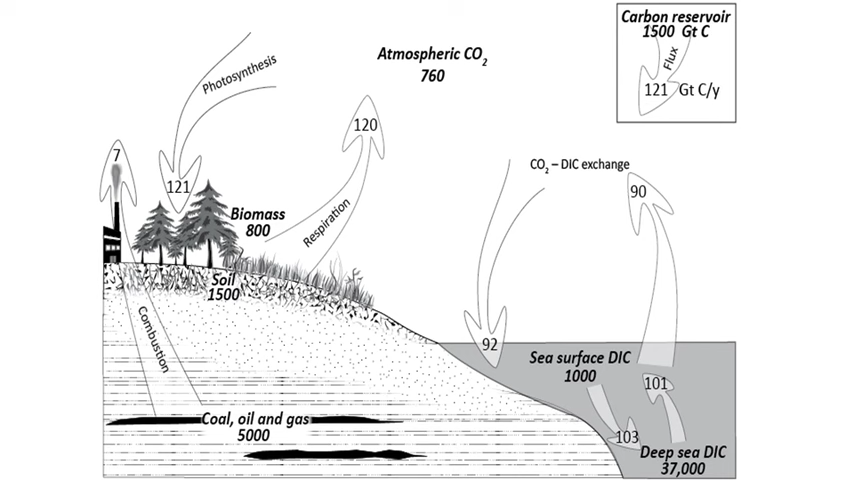 Carbon reservoir
1500 Gt C
Flux
121 Gt C/y
Atmospheric CO₂
760
Photosynthesis
120
7
121
CO₂ – DIC exchange
90
Biomass
800
Respiration
Soil
1500
Combustion
92
Sea surface DIC
1000
101
Coal, oil and gas
5000
103
Deep sea DIC
37,000